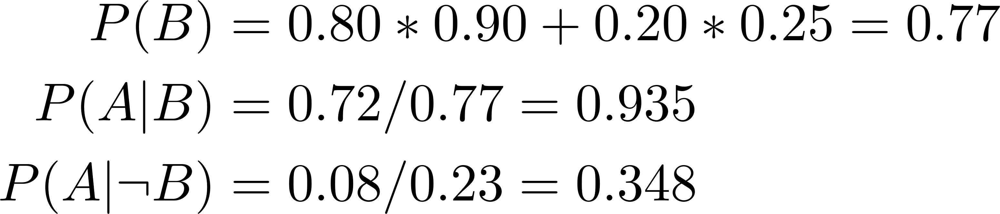 P(B) = 0.80 * 0.90 + 0.20 * 0.25 = 0.77
P(A|B) = 0.72/0.77 = 0.935
P(A|¬B) = 0.08/0.23 = 0.348